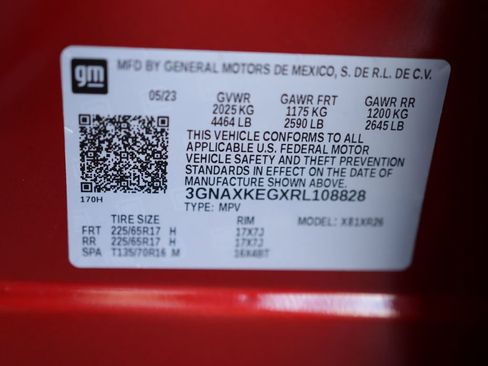 gm MFD BY GENERAL MOTORS DE MEXICO, S. DE R.L. DE C.V.
05/23 GVWR GAWR FRT GAWR RR
2025 KG 1175 KG 1200 KG
4464 LB 2590 LB 2645 LB
THIS VEHICLE CONFORMS TO ALL
APPLICABLE U.S. FEDERAL MOTOR
VEHICLE SAFETY AND THEFT PREVENTION
STANDARDS IN EFFECT ON THE DATE OF
MANUFACTURE SHOWN ABOVE.
170H 3GNAXKEGXRL108828
TYPE: MPV MODEL: X81XR26
TIRE SIZE RIM
FRT 225/65R17 H 17X7J
RR 225/65R17 H 17X7J
SPA T135/70R16 M 16X4BT